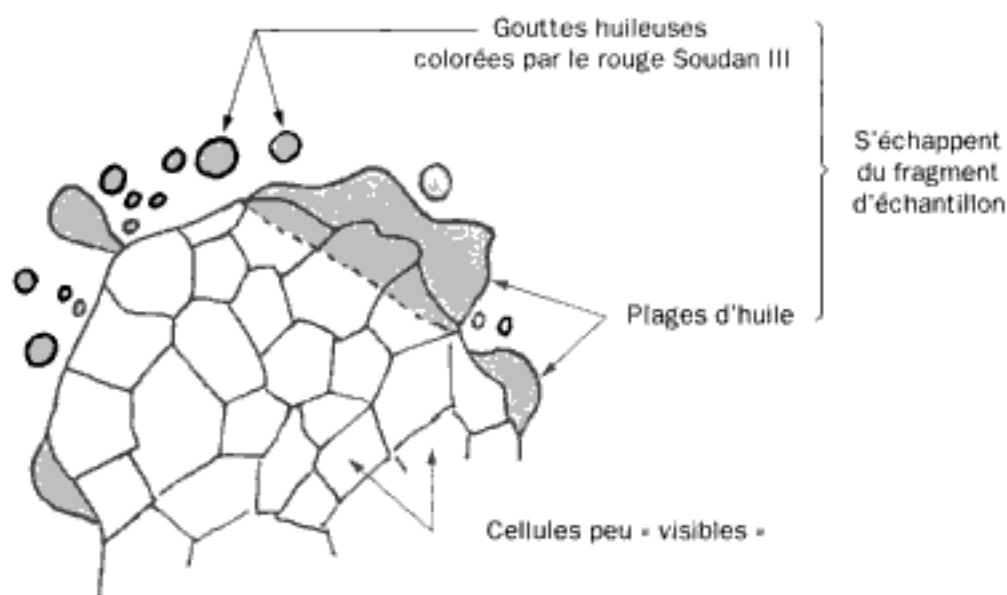 Gouttes huileuses
colorées par le rouge Soudan III
S'échappent
du fragment
d'échantillon
Plages d'huile
Cellules peu « visibles »